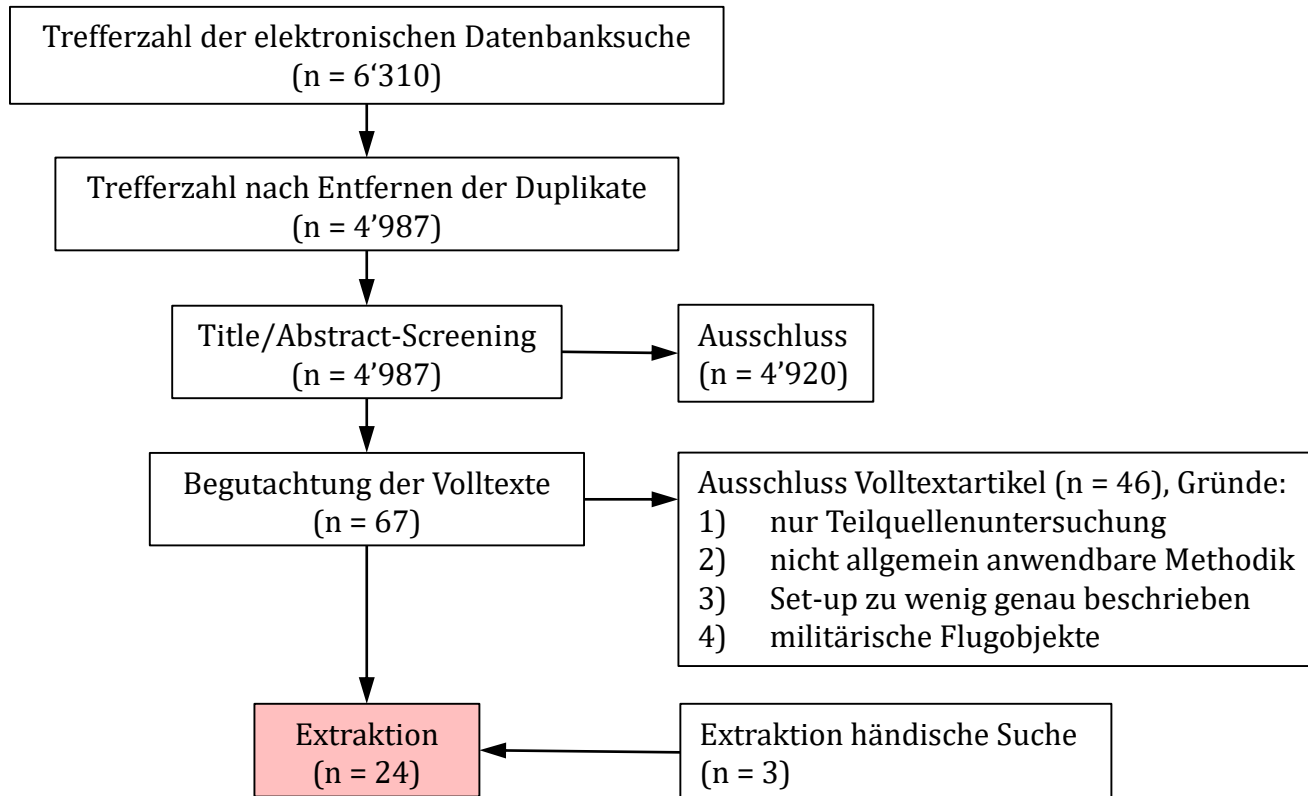 Trefferzahl der elektronischen Datenbanksuche
(n = 6‘310)
Trefferzahl nach Entfernen der Duplikate
(n = 4’987)
Title/Abstract-Screening
(n = 4’987)
Ausschluss
(n = 4’920)
Begutachtung der Volltexte
(n = 67)
Ausschluss Volltextartikel (n = 46), Gründe:
1) nur Teilquellenuntersuchung
2) nicht allgemein anwendbare Methodik
3) Set-up zu wenig genau beschrieben
4) militärische Flugobjekte
Extraktion
(n = 24)
Extraktion händische Suche
(n = 3)